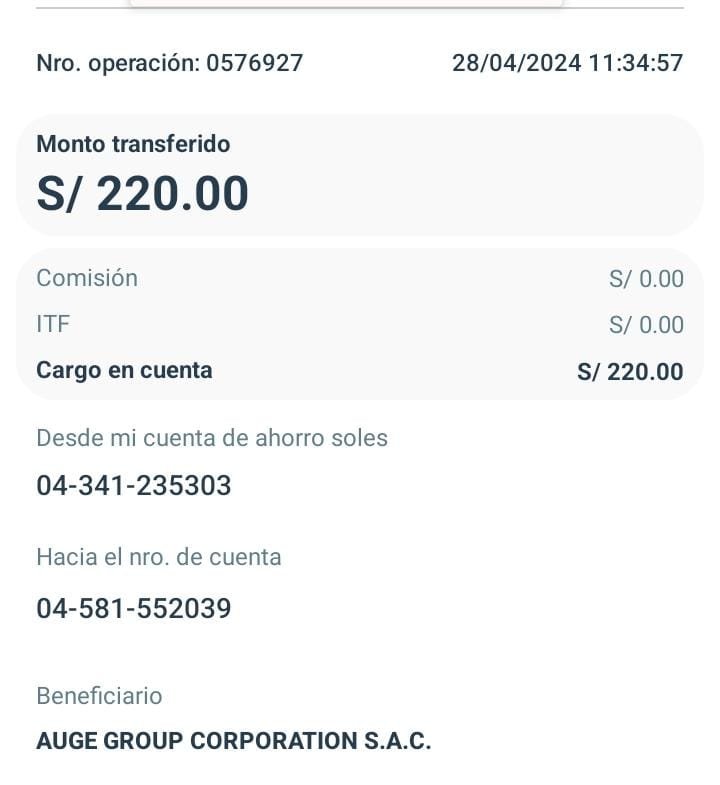 Nro. operación: 0576927 28/04/2024 11:34:57
Monto transferido
S/ 220.00
Comisión S/ 0.00
ITF S/ 0.00
Cargo en cuenta S/ 220.00
Desde mi cuenta de ahorro soles
04-341-235303
Hacia el nro. de cuenta
04-581-552039
Beneficiario
AUGE GROUP CORPORATION S.A.C.